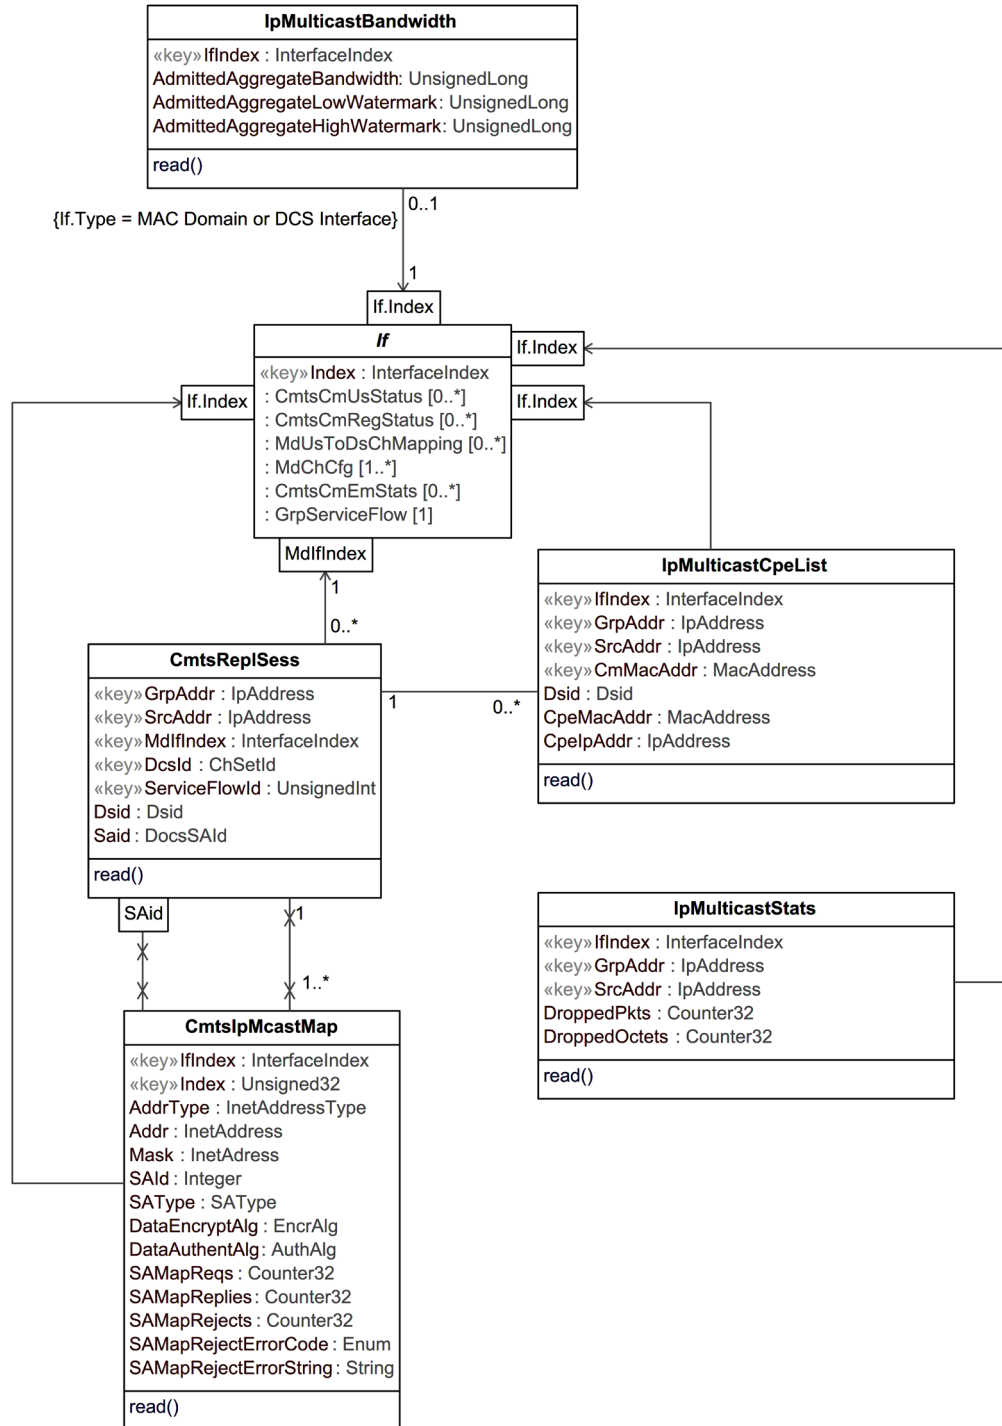 IpMulticastBandwidth
«key»IfIndex : InterfaceIndex
AdmittedAggregateBandwidth: UnsignedLong
AdmittedAggregateLowWatermark: UnsignedLong
AdmittedAggregateHighWatermark: UnsignedLong
read()
0..1
{If.Type = MAC Domain or DCS Interface}
1
If.Index
If
If.Index
«key»Index : InterfaceIndex
: CmtsCmUsStatus [0..*]
: CmtsCmRegStatus [0..*]
: MdUsToDsChMapping [0..*]
: MdChCfg [1..*]
: CmtsCmEmStats [0..*]
: GrpServiceFlow [1]
If.Index
If.Index
MdIfIndex
1
0..*
IpMulticastCpeList
«key»IfIndex : InterfaceIndex
«key»GrpAddr : IpAddress
«key»SrcAddr : IpAddress
«key»CmMacAddr : MacAddress
Dsid : Dsid
CpeMacAddr : MacAddress
CpeIpAddr : IpAddress
read()
CmtsReplSess
«key»GrpAddr : IpAddress
«key»SrcAddr : IpAddress
«key»MdIfIndex : InterfaceIndex
«key»DcsId : ChSetId
«key»ServiceFlowId : UnsignedInt
Dsid : Dsid
Said : DocsSAId
read()
1
0..*
SAid
1
1..*
IpMulticastStats
«key»IfIndex : InterfaceIndex
«key»GrpAddr : IpAddress
«key»SrcAddr : IpAddress
DroppedPkts : Counter32
DroppedOctets : Counter32
read()
CmtsIpMcastMap
«key»IfIndex : InterfaceIndex
«key»Index : Unsigned32
AddrType : InetAddressType
Addr : InetAddress
Mask : InetAdress
SAId : Integer
SAType : SAType
DataEncryptAlg : EncrAlg
DataAuthentAlg : AuthAlg
SAMapReqs : Counter32
SAMapReplies : Counter32
SAMapRejects : Counter32
SAMapRejectErrorCode : Enum
SAMapRejectErrorString : String
read()